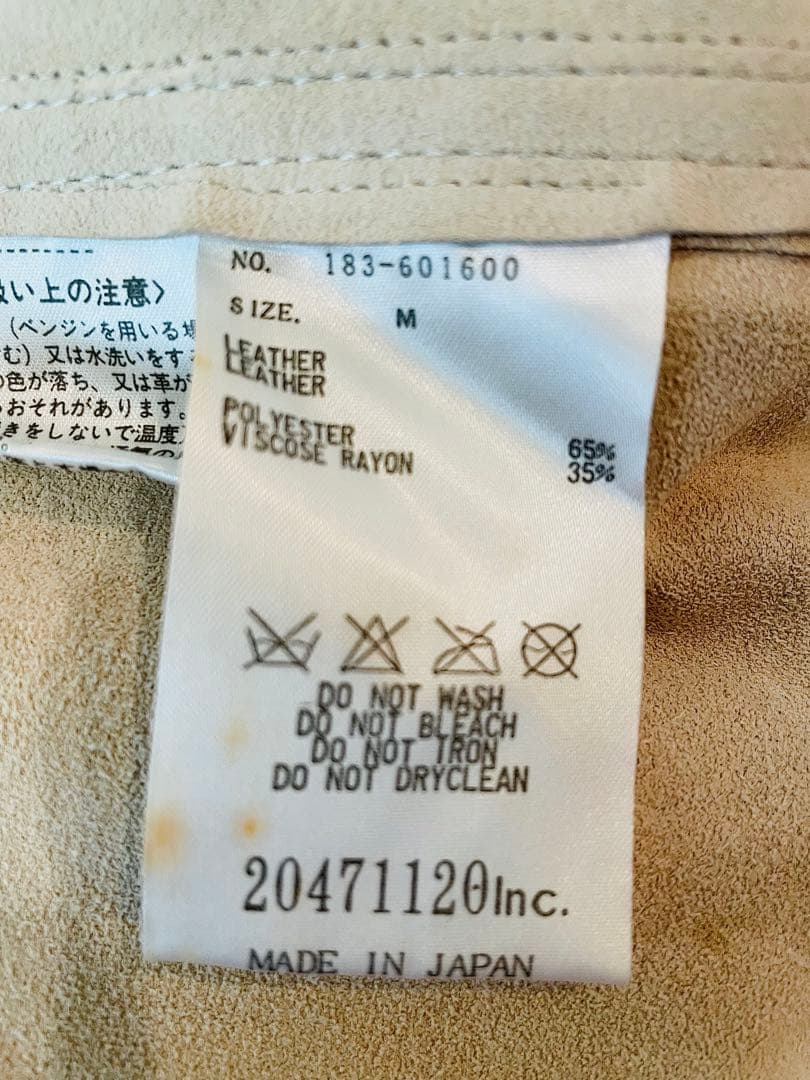 い上の注意〉
(ベンジンを用いる
む)又は水洗いをす
色が落ち、又は革が
おそれがあります。
きをしないで温度
NO. 183-601600
SIZE. M
LEATHER
LEATHER
POLYESTER 65%
VISCOSE RAYON 35%
DO NOT WASH
DO NOT BLEACH
DO NOT IRON
DO NOT DRYCLEAN
20471120Inc.
MADE IN JAPAN